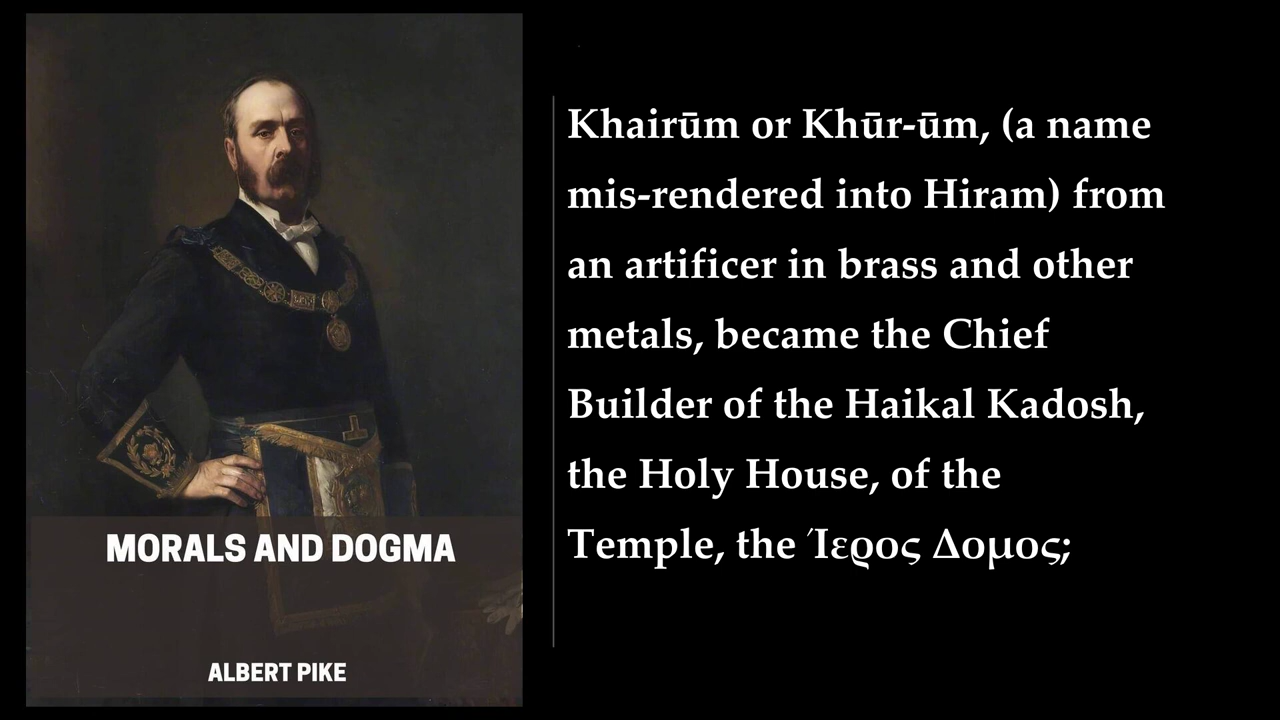 MORALS AND DOGMA
ALBERT PIKE
Khairūm or Khūr-ūm, (a name
mis-rendered into Hiram) from
an artificer in brass and other
metals, became the Chief
Builder of the Haikal Kadosh,
the Holy House, of the
Temple, the Ίερος Δομος;